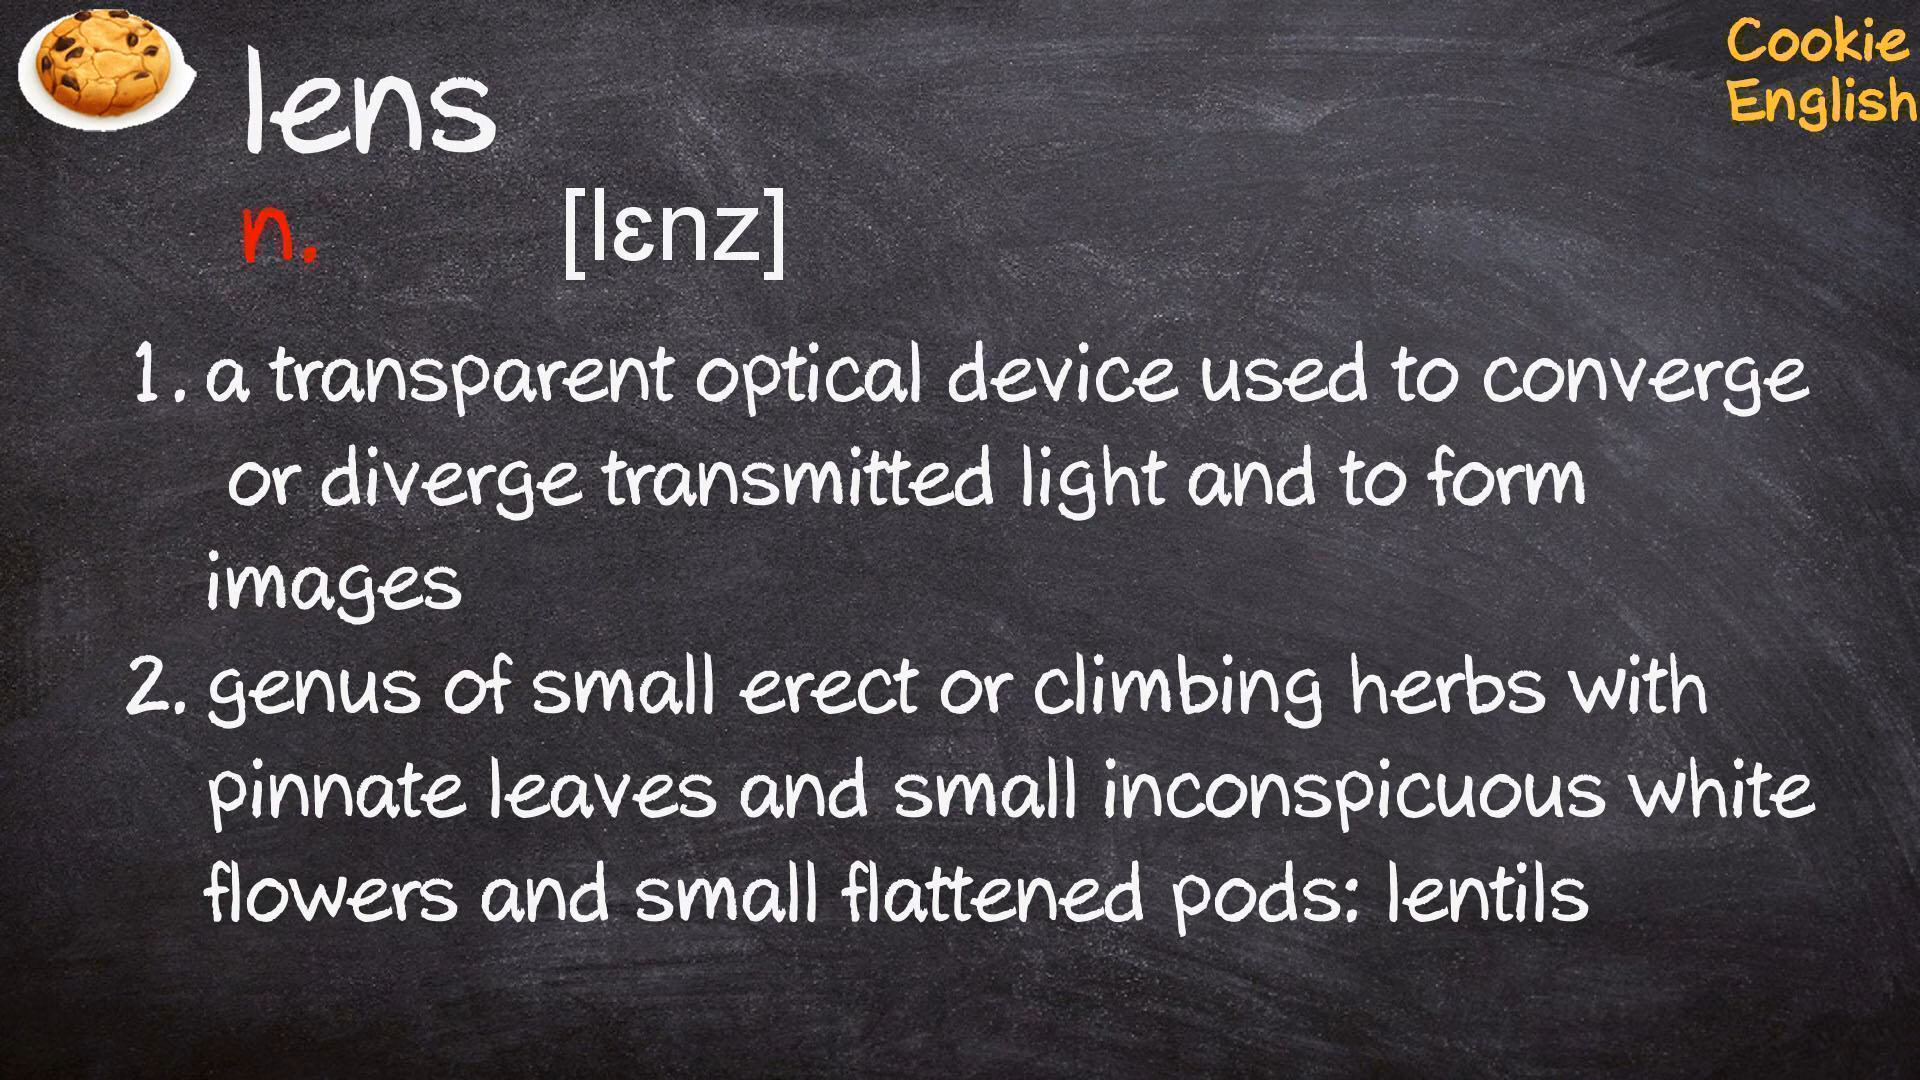 Cookie
English
lens
n. [lɛnz]
1. a transparent optical device used to converge
or diverge transmitted light and to form
images
2. genus of small erect or climbing herbs with
pinnate leaves and small inconspicuous white
flowers and small flattened pods: lentils